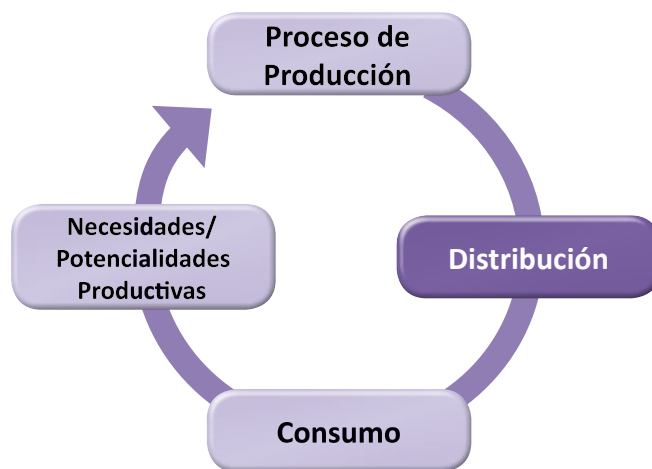 Proceso de
Producción
Necesidades/
Potencialidades
Productivas
Distribución
Consumo